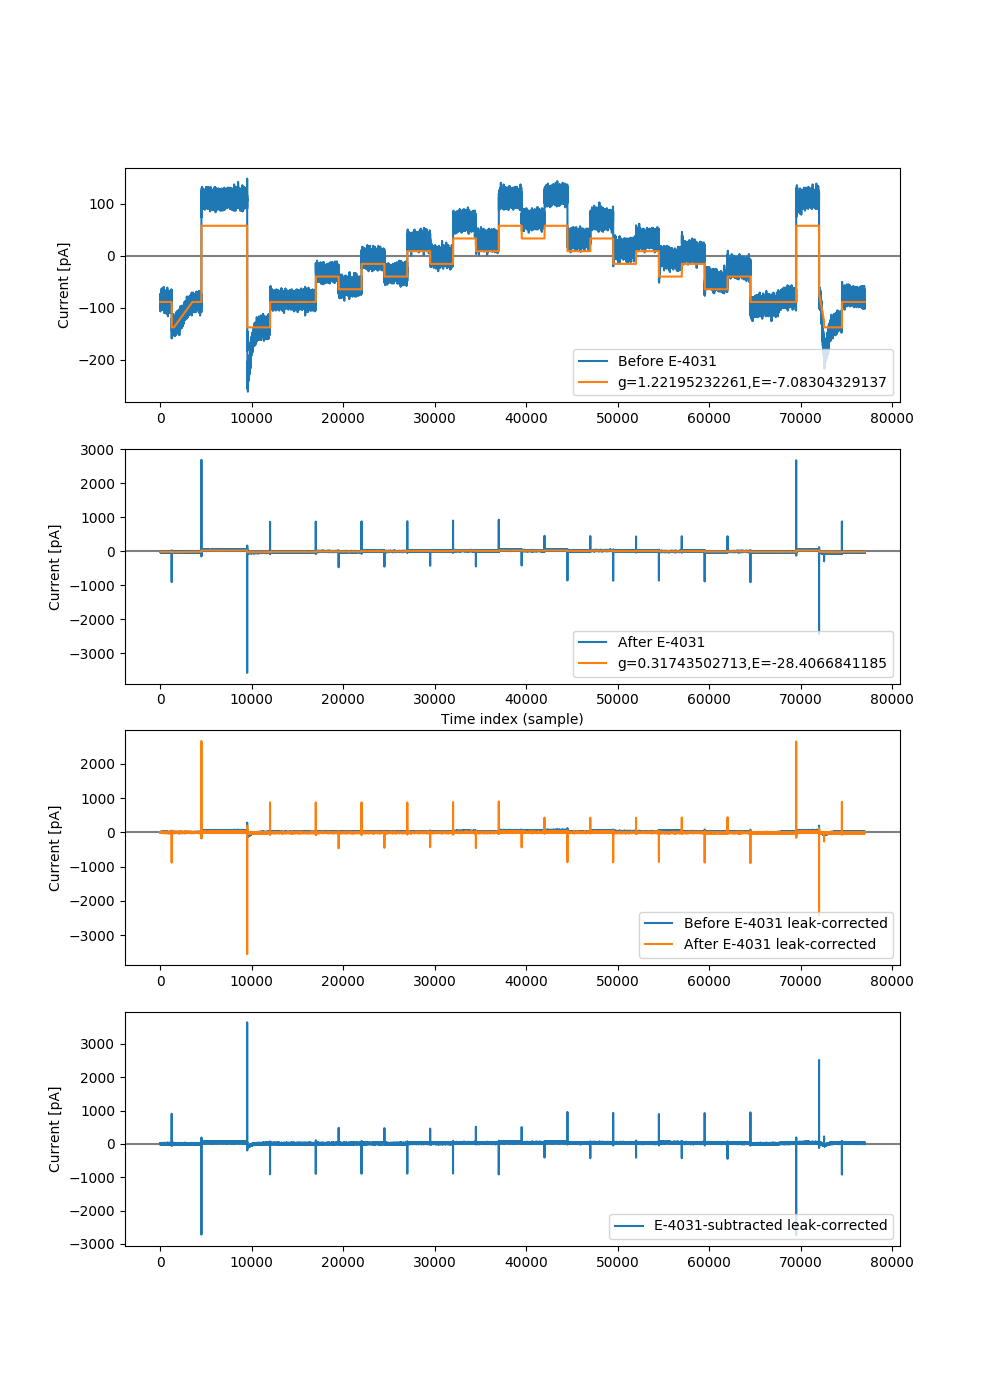 100
0
−100
−200
Current [pA]
Before E-4031
g=1.22195232261,E=-7.08304329137
0 10000 20000 30000 40000 50000 60000 70000 80000
3000
2000
1000
0
−1000
−2000
−3000
Current [pA]
After E-4031
g=0.31743502713,E=-28.4066841185
0 10000 20000 30000 40000 50000 60000 70000 80000
Time index (sample)
2000
1000
0
−1000
−2000
−3000
Current [pA]
Before E-4031 leak-corrected
After E-4031 leak-corrected
0 10000 20000 30000 40000 50000 60000 70000 80000
3000
2000
1000
0
−1000
−2000
−3000
Current [pA]
E-4031-subtracted leak-corrected
0 10000 20000 30000 40000 50000 60000 70000 80000